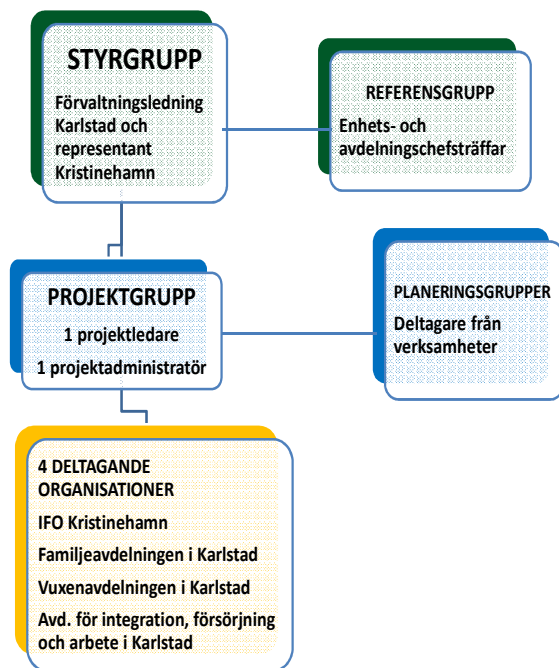 STYRGRUPP
Förvaltningsledning
Karlstad och
representant
Kristinehamn
REFERENSGRUPP
Enhets- och
avdelningschefsträffar
PROJEKTGRUPP
1 projektledare
1 projektadministratör
PLANERINGSGRUPPER
Deltagare från
verksamheter
4 DELTAGANDE
ORGANISATIONER
IFO Kristinehamn
Familjeavdelningen i Karlstad
Vuxenavdelningen i Karlstad
Avd. för integration, försörjning
och arbete i Karlstad